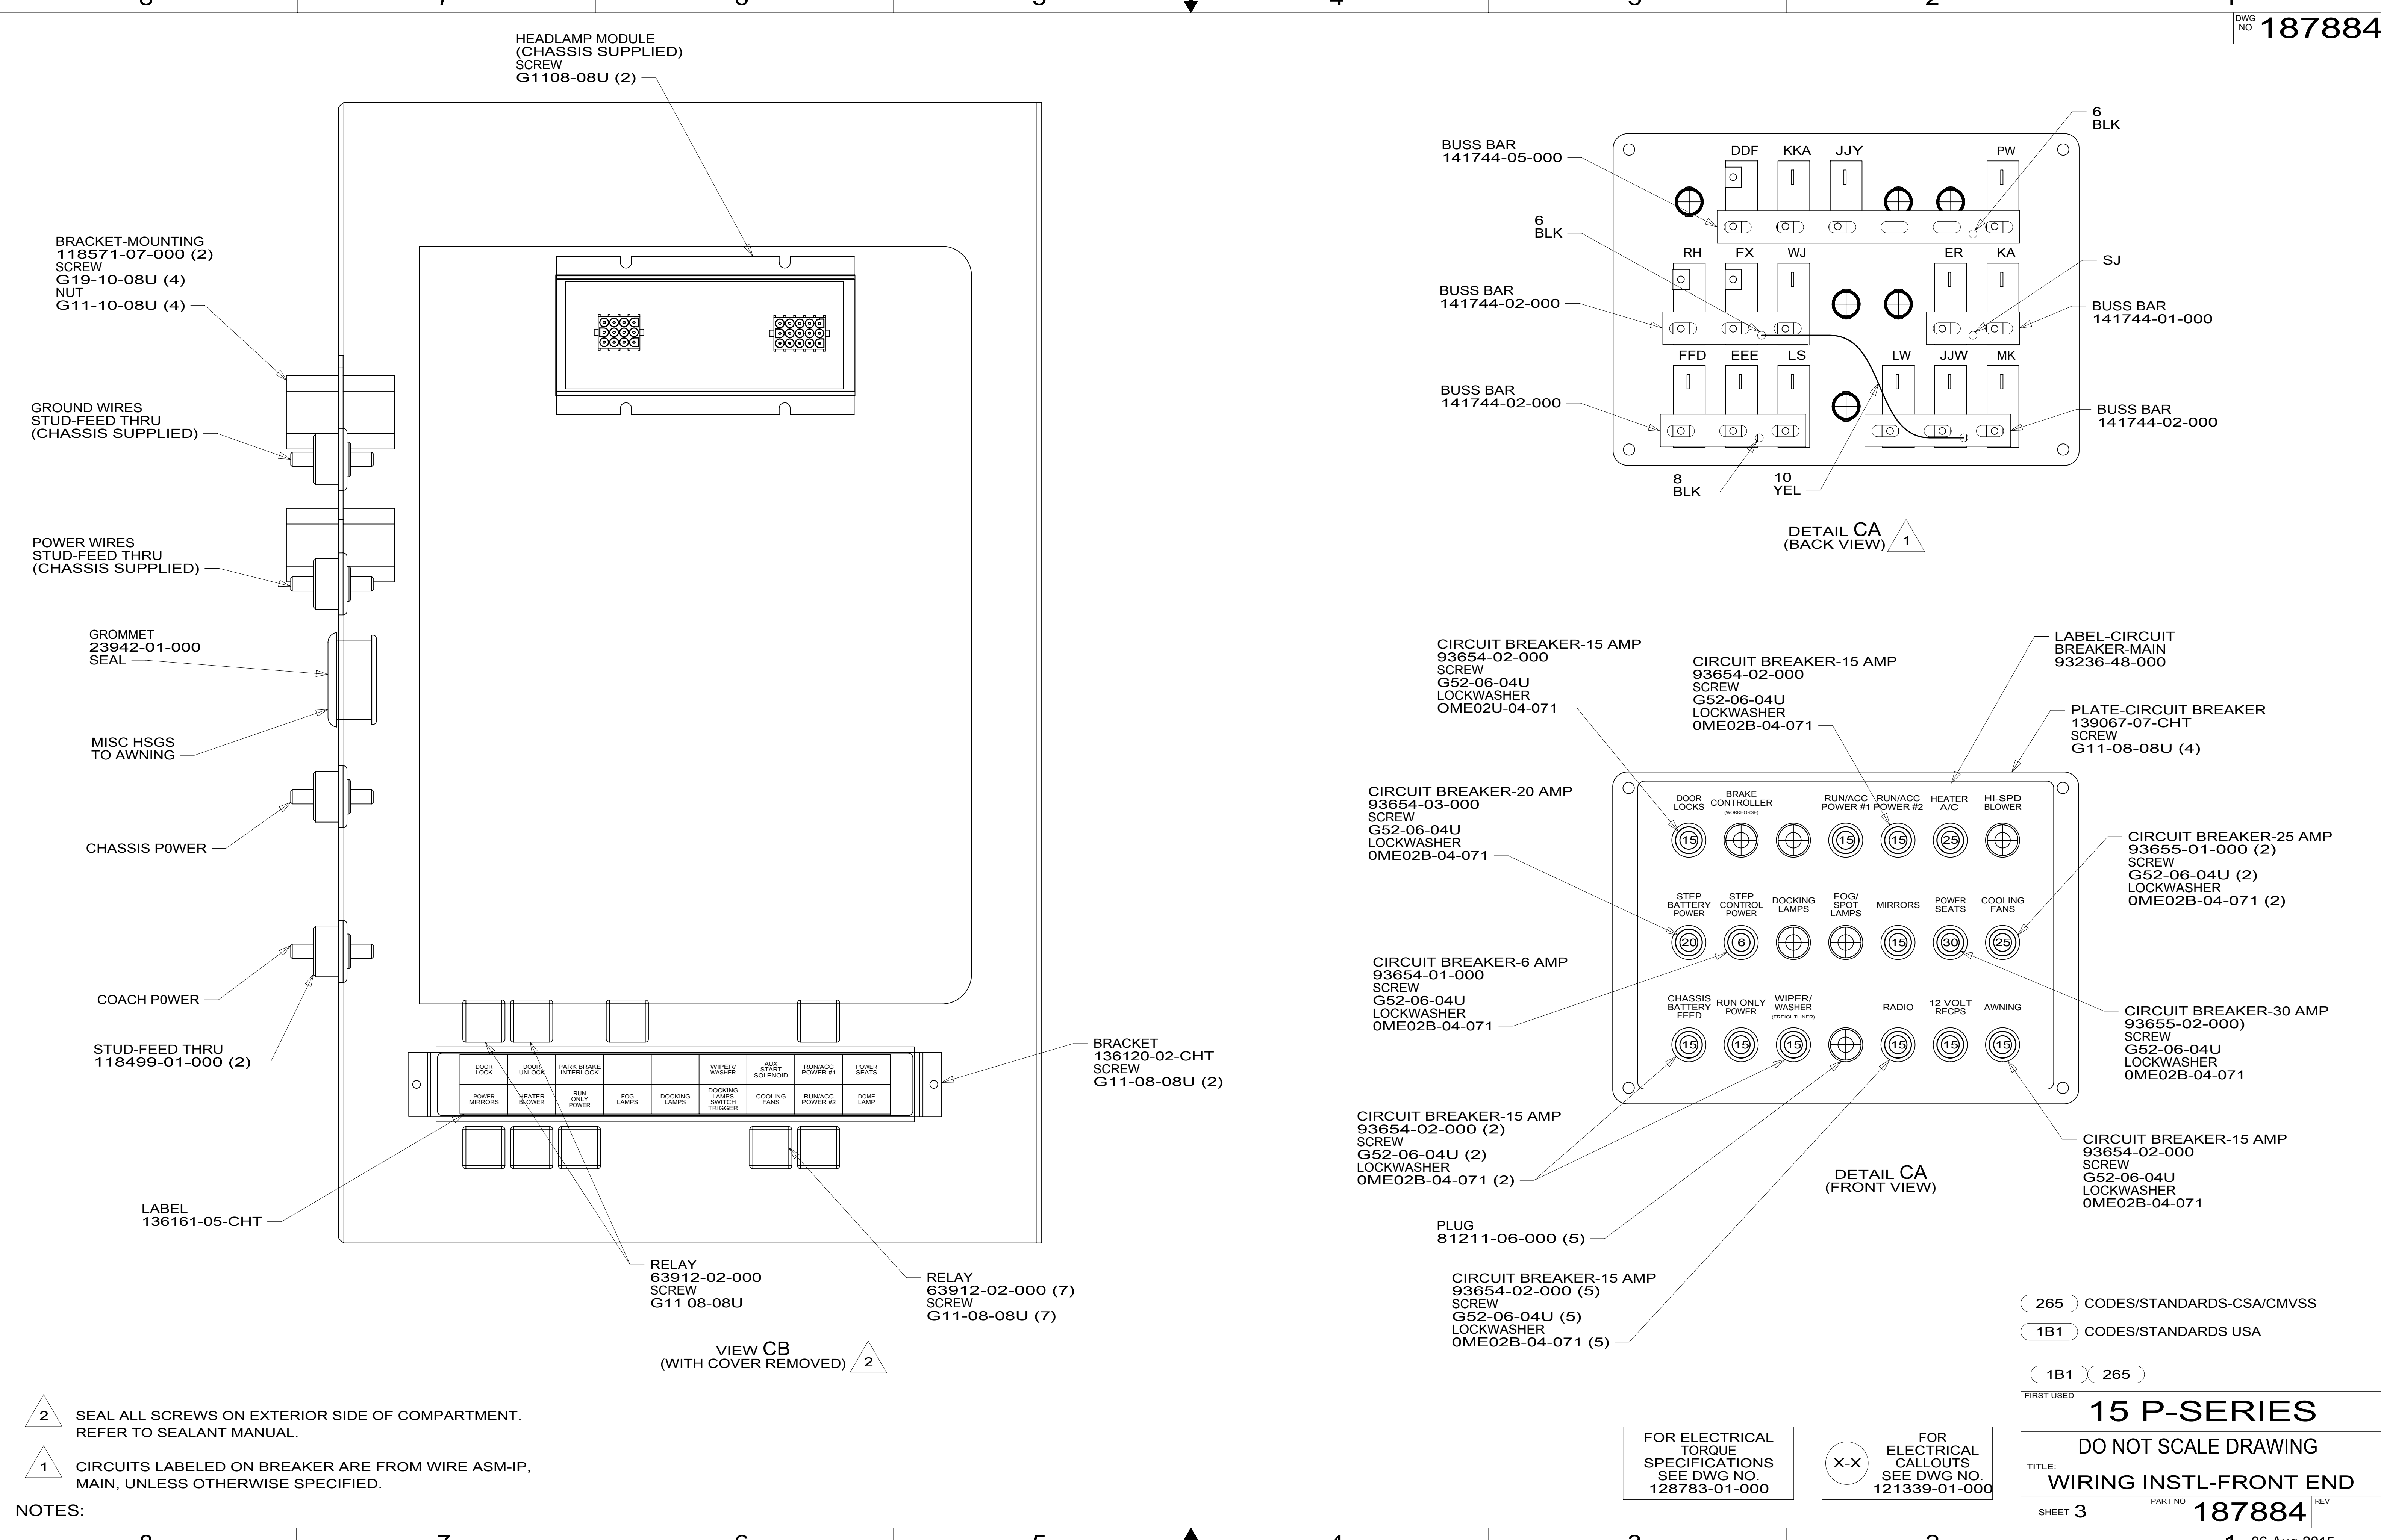 DWG
NO 187884
HEADLAMP MODULE
(CHASSIS SUPPLIED)
SCREW
G1108-08U (2)
BRACKET-MOUNTING
118571-07-000 (2)
SCREW
G19-10-08U (4)
NUT
G11-10-08U (4)
GROUND WIRES
STUD-FEED THRU
(CHASSIS SUPPLIED)
POWER WIRES
STUD-FEED THRU
(CHASSIS SUPPLIED)
GROMMET
23942-01-000
SEAL
MISC HSGS
TO AWNING
CHASSIS P0WER
COACH P0WER
STUD-FEED THRU
118499-01-000 (2)
LABEL
136161-05-CHT
DOOR
LOCK
DOOR
UNLOCK
PARK BRAKE
INTERLOCK
WIPER/
WASHER
AUX
START
SOLENOID
RUN/ACC
POWER #1
POWER
SEATS
POWER
MIRRORS
HEATER
BLOWER
RUN
ONLY
POWER
FOG
LAMPS
DOCKING
LAMPS
DOCKING
LAMPS
SWITCH
TRIGGER
COOLING
FANS
RUN/ACC
POWER #2
DOME
LAMP
BRACKET
136120-02-CHT
SCREW
G11-08-08U (2)
RELAY
63912-02-000
SCREW
G11 08-08U
RELAY
63912-02-000 (7)
SCREW
G11-08-08U (7)
VIEW CB
(WITH COVER REMOVED) 2
BUSS BAR
141744-05-000
6
BLK
6
BLK
DDF KKA JJY PW
RH FX WJ ER KA
SJ
BUSS BAR
141744-02-000
BUSS BAR
141744-01-000
FFD EEE LS LW JJW MK
BUSS BAR
141744-02-000
BUSS BAR
141744-02-000
8
BLK
10
YEL
DETAIL CA
(BACK VIEW) 1
CIRCUIT BREAKER-15 AMP
93654-02-000
SCREW
G52-06-04U
LOCKWASHER
OME02U-04-071
CIRCUIT BREAKER-15 AMP
93654-02-000
SCREW
G52-06-04U
LOCKWASHER
0ME02B-04-071
LABEL-CIRCUIT
BREAKER-MAIN
93236-48-000
PLATE-CIRCUIT BREAKER
139067-07-CHT
SCREW
G11-08-08U (4)
CIRCUIT BREAKER-20 AMP
93654-03-000
SCREW
G52-06-04U
LOCKWASHER
0ME02B-04-071
CIRCUIT BREAKER-6 AMP
93654-01-000
SCREW
G52-06-04U
LOCKWASHER
0ME02B-04-071
DOOR
LOCKS
BRAKE
CONTROLLER
(WORKHORSE)
RUN/ACC
POWER #1
RUN/ACC
POWER #2
HEATER
A/C
HI-SPD
BLOWER
15 15 15 25
STEP
BATTERY
POWER
STEP
CONTROL
POWER
DOCKING
LAMPS
FOG/
SPOT
LAMPS
MIRRORS
POWER
SEATS
COOLING
FANS
20 6 15 30 25
CHASSIS
BATTERY
FEED
RUN ONLY
POWER
WIPER/
WASHER
(FREIGHTLINER)
RADIO
12 VOLT
RECPS
AWNING
15 15 15 15 15 15
CIRCUIT BREAKER-25 AMP
93655-01-000 (2)
SCREW
G52-06-04U (2)
LOCKWASHER
0ME02B-04-071 (2)
CIRCUIT BREAKER-30 AMP
93655-02-000)
SCREW
G52-06-04U
LOCKWASHER
0ME02B-04-071
CIRCUIT BREAKER-15 AMP
93654-02-000 (2)
SCREW
G52-06-04U (2)
LOCKWASHER
0ME02B-04-071 (2)
CIRCUIT BREAKER-15 AMP
93654-02-000
SCREW
G52-06-04U
LOCKWASHER
0ME02B-04-071
DETAIL CA
(FRONT VIEW)
PLUG
81211-06-000 (5)
CIRCUIT BREAKER-15 AMP
93654-02-000 (5)
SCREW
G52-06-04U (5)
LOCKWASHER
0ME02B-04-071 (5)
265 CODES/STANDARDS-CSA/CMVSS
1B1 CODES/STANDARDS USA
1B1 265
2 SEAL ALL SCREWS ON EXTERIOR SIDE OF COMPARTMENT.
REFER TO SEALANT MANUAL.
1 CIRCUITS LABELED ON BREAKER ARE FROM WIRE ASM-IP,
MAIN, UNLESS OTHERWISE SPECIFIED.
NOTES:
FOR ELECTRICAL
TORQUE
SPECIFICATIONS
SEE DWG NO.
128783-01-000
X-X
FOR
ELECTRICAL
CALLOUTS
SEE DWG NO.
121339-01-000
FIRST USED
15 P-SERIES
DO NOT SCALE DRAWING
TITLE:
WIRING INSTL-FRONT END
SHEET 3
PART NO 187884
REV